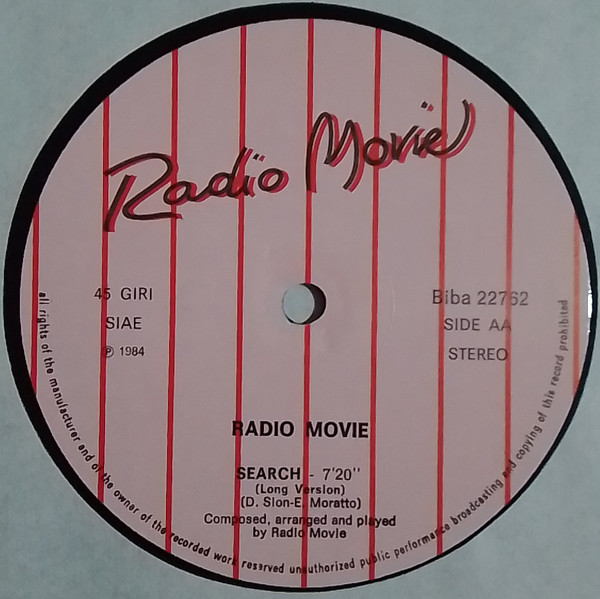 Radio Movie
45 GIRI
SIAE
℗ 1984
Biba 22762
SIDE AA
STEREO
RADIO MOVIE
SEARCH - 7'20''
(Long Version)
(D. Sion-E. Moratto)
Composed, arranged and played
by Radio Movie
all rights of the manufacturer and of the owner of the recorded work reserved unauthorized public performance broadcasting and copying of this record prohibited